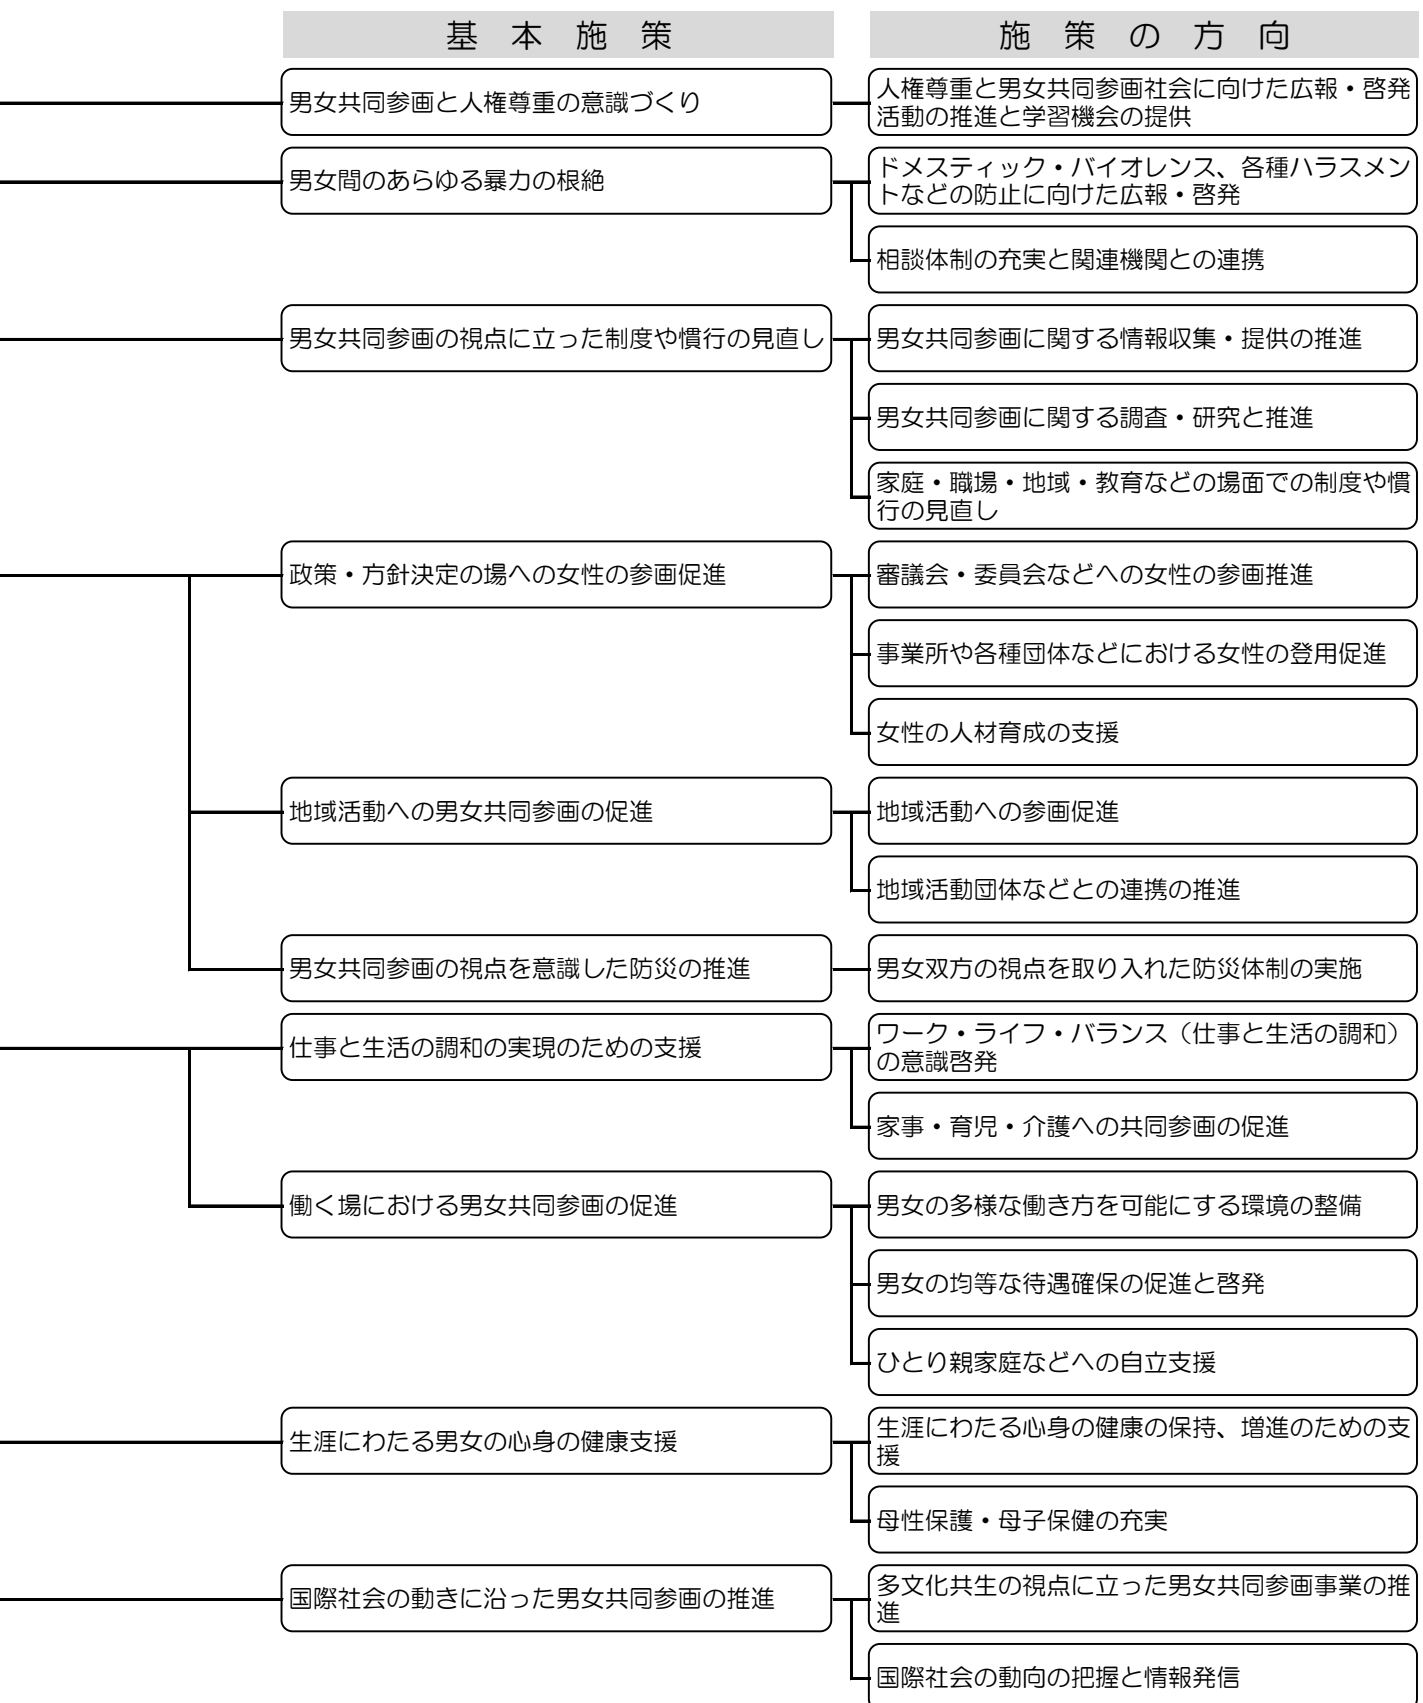 基本施策
施策の方向
男女共同参画と人権尊重の意識づくり
人権尊重と男女共同参画社会に向けた広報・啓発
活動の推進と学習機会の提供
男女間のあらゆる暴力の根絶
ドメスティック・バイオレンス、各種ハラスメン
トなどの防止に向けた広報・啓発
相談体制の充実と関連機関との連携
男女共同参画の視点に立った制度や慣行の見直し
男女共同参画に関する情報収集・提供の推進
男女共同参画に関する調査・研究と推進
家庭・職場・地域・教育などの場面での制度や慣
行の見直し
政策・方針決定の場への女性の参画促進
審議会・委員会などへの女性の参画推進
事業所や各種団体などにおける女性の登用促進
女性の人材育成の支援
地域活動への男女共同参画の促進
地域活動への参画促進
地域活動団体などとの連携の推進
男女共同参画の視点を意識した防災の推進
男女双方の視点を取り入れた防災体制の実施
仕事と生活の調和の実現のための支援
ワーク・ライフ・バランス（仕事と生活の調和）
の意識啓発
家事・育児・介護への共同参画の促進
働く場における男女共同参画の促進
男女の多様な働き方を可能にする環境の整備
男女の均等な待遇確保の促進と啓発
ひとり親家庭などへの自立支援
生涯にわたる男女の心身の健康支援
生涯にわたる心身の健康の保持、増進のための支
援
母性保護・母子保健の充実
国際社会の動きに沿った男女共同参画の推進
多文化共生の視点に立った男女共同参画事業の推
進
国際社会の動向の把握と情報発信